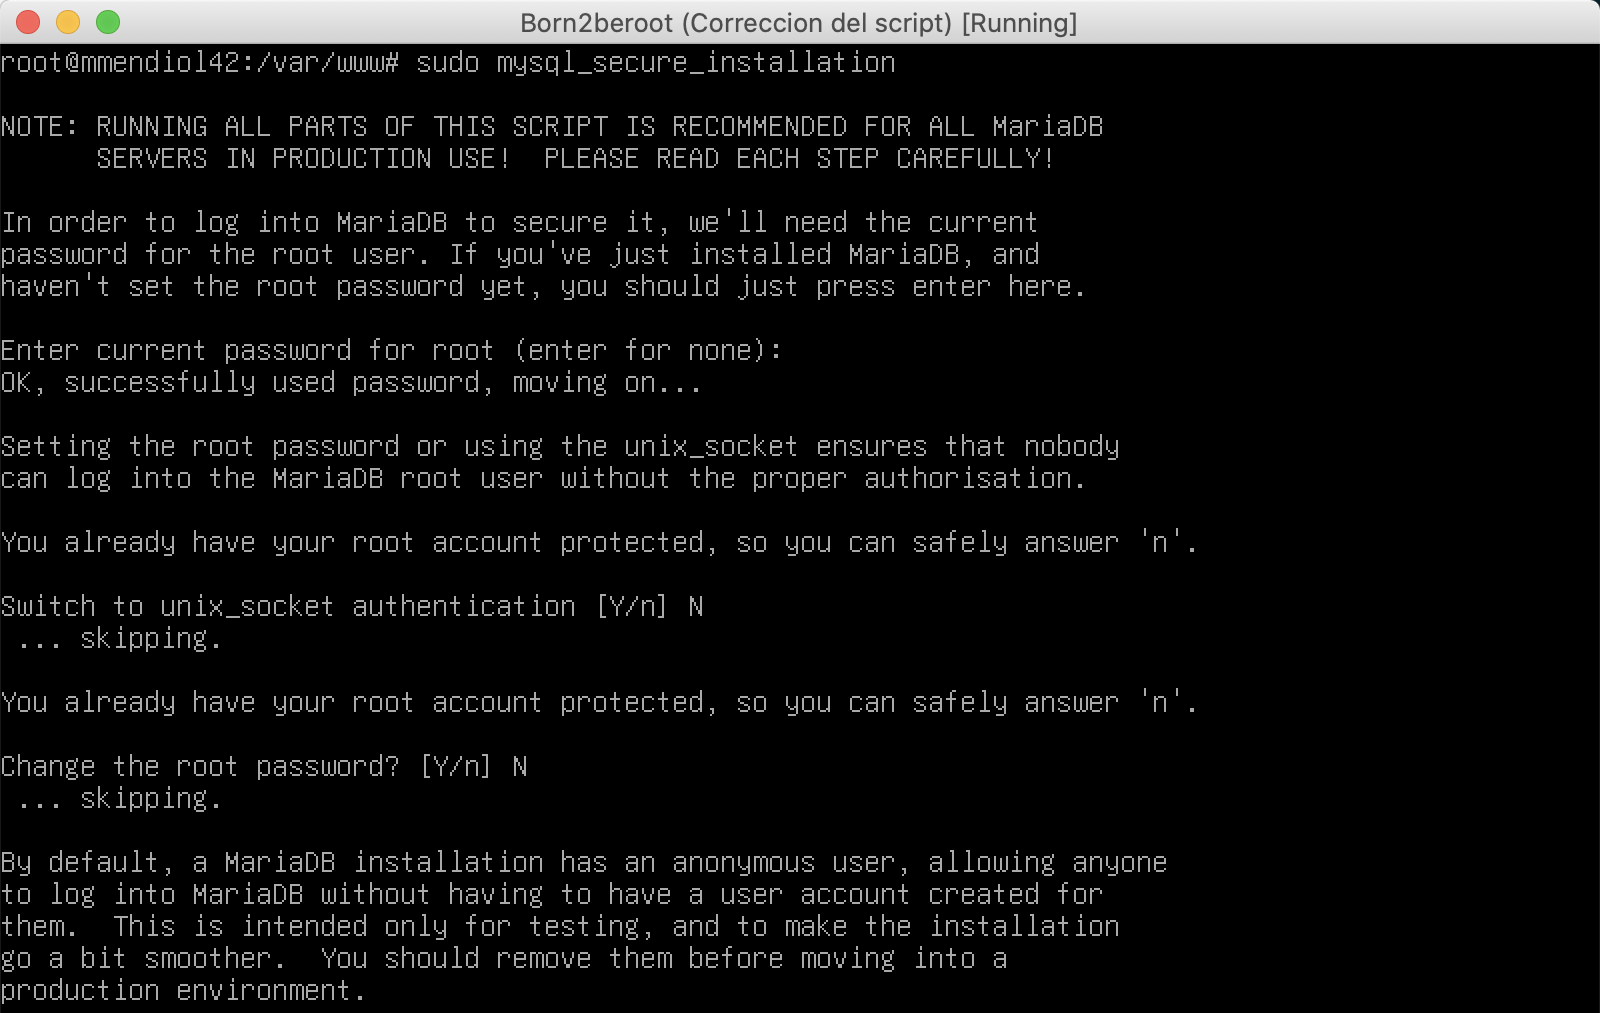 Born2beroot (Correccion del script) [Running]
root@mmendiol42:/var/www# sudo mysql_secure_installation
NOTE: RUNNING ALL PARTS OF THIS SCRIPT IS RECOMMENDED FOR ALL MariaDB
SERVERS IN PRODUCTION USE!  PLEASE READ EACH STEP CAREFULLY!
In order to log into MariaDB to secure it, we'll need the current
password for the root user. If you've just installed MariaDB, and
haven't set the root password yet, you should just press enter here.
Enter current password for root (enter for none):
OK, successfully used password, moving on...
Setting the root password or using the unix_socket ensures that nobody
can log into the MariaDB root user without the proper authorisation.
You already have your root account protected, so you can safely answer 'n'.
Switch to unix_socket authentication [Y/n] N
... skipping.
You already have your root account protected, so you can safely answer 'n'.
Change the root password? [Y/n] N
... skipping.
By default, a MariaDB installation has an anonymous user, allowing anyone
to log into MariaDB without having to have a user account created for
them.  This is intended only for testing, and to make the installation
go a bit smoother.  You should remove them before moving into a
production environment.